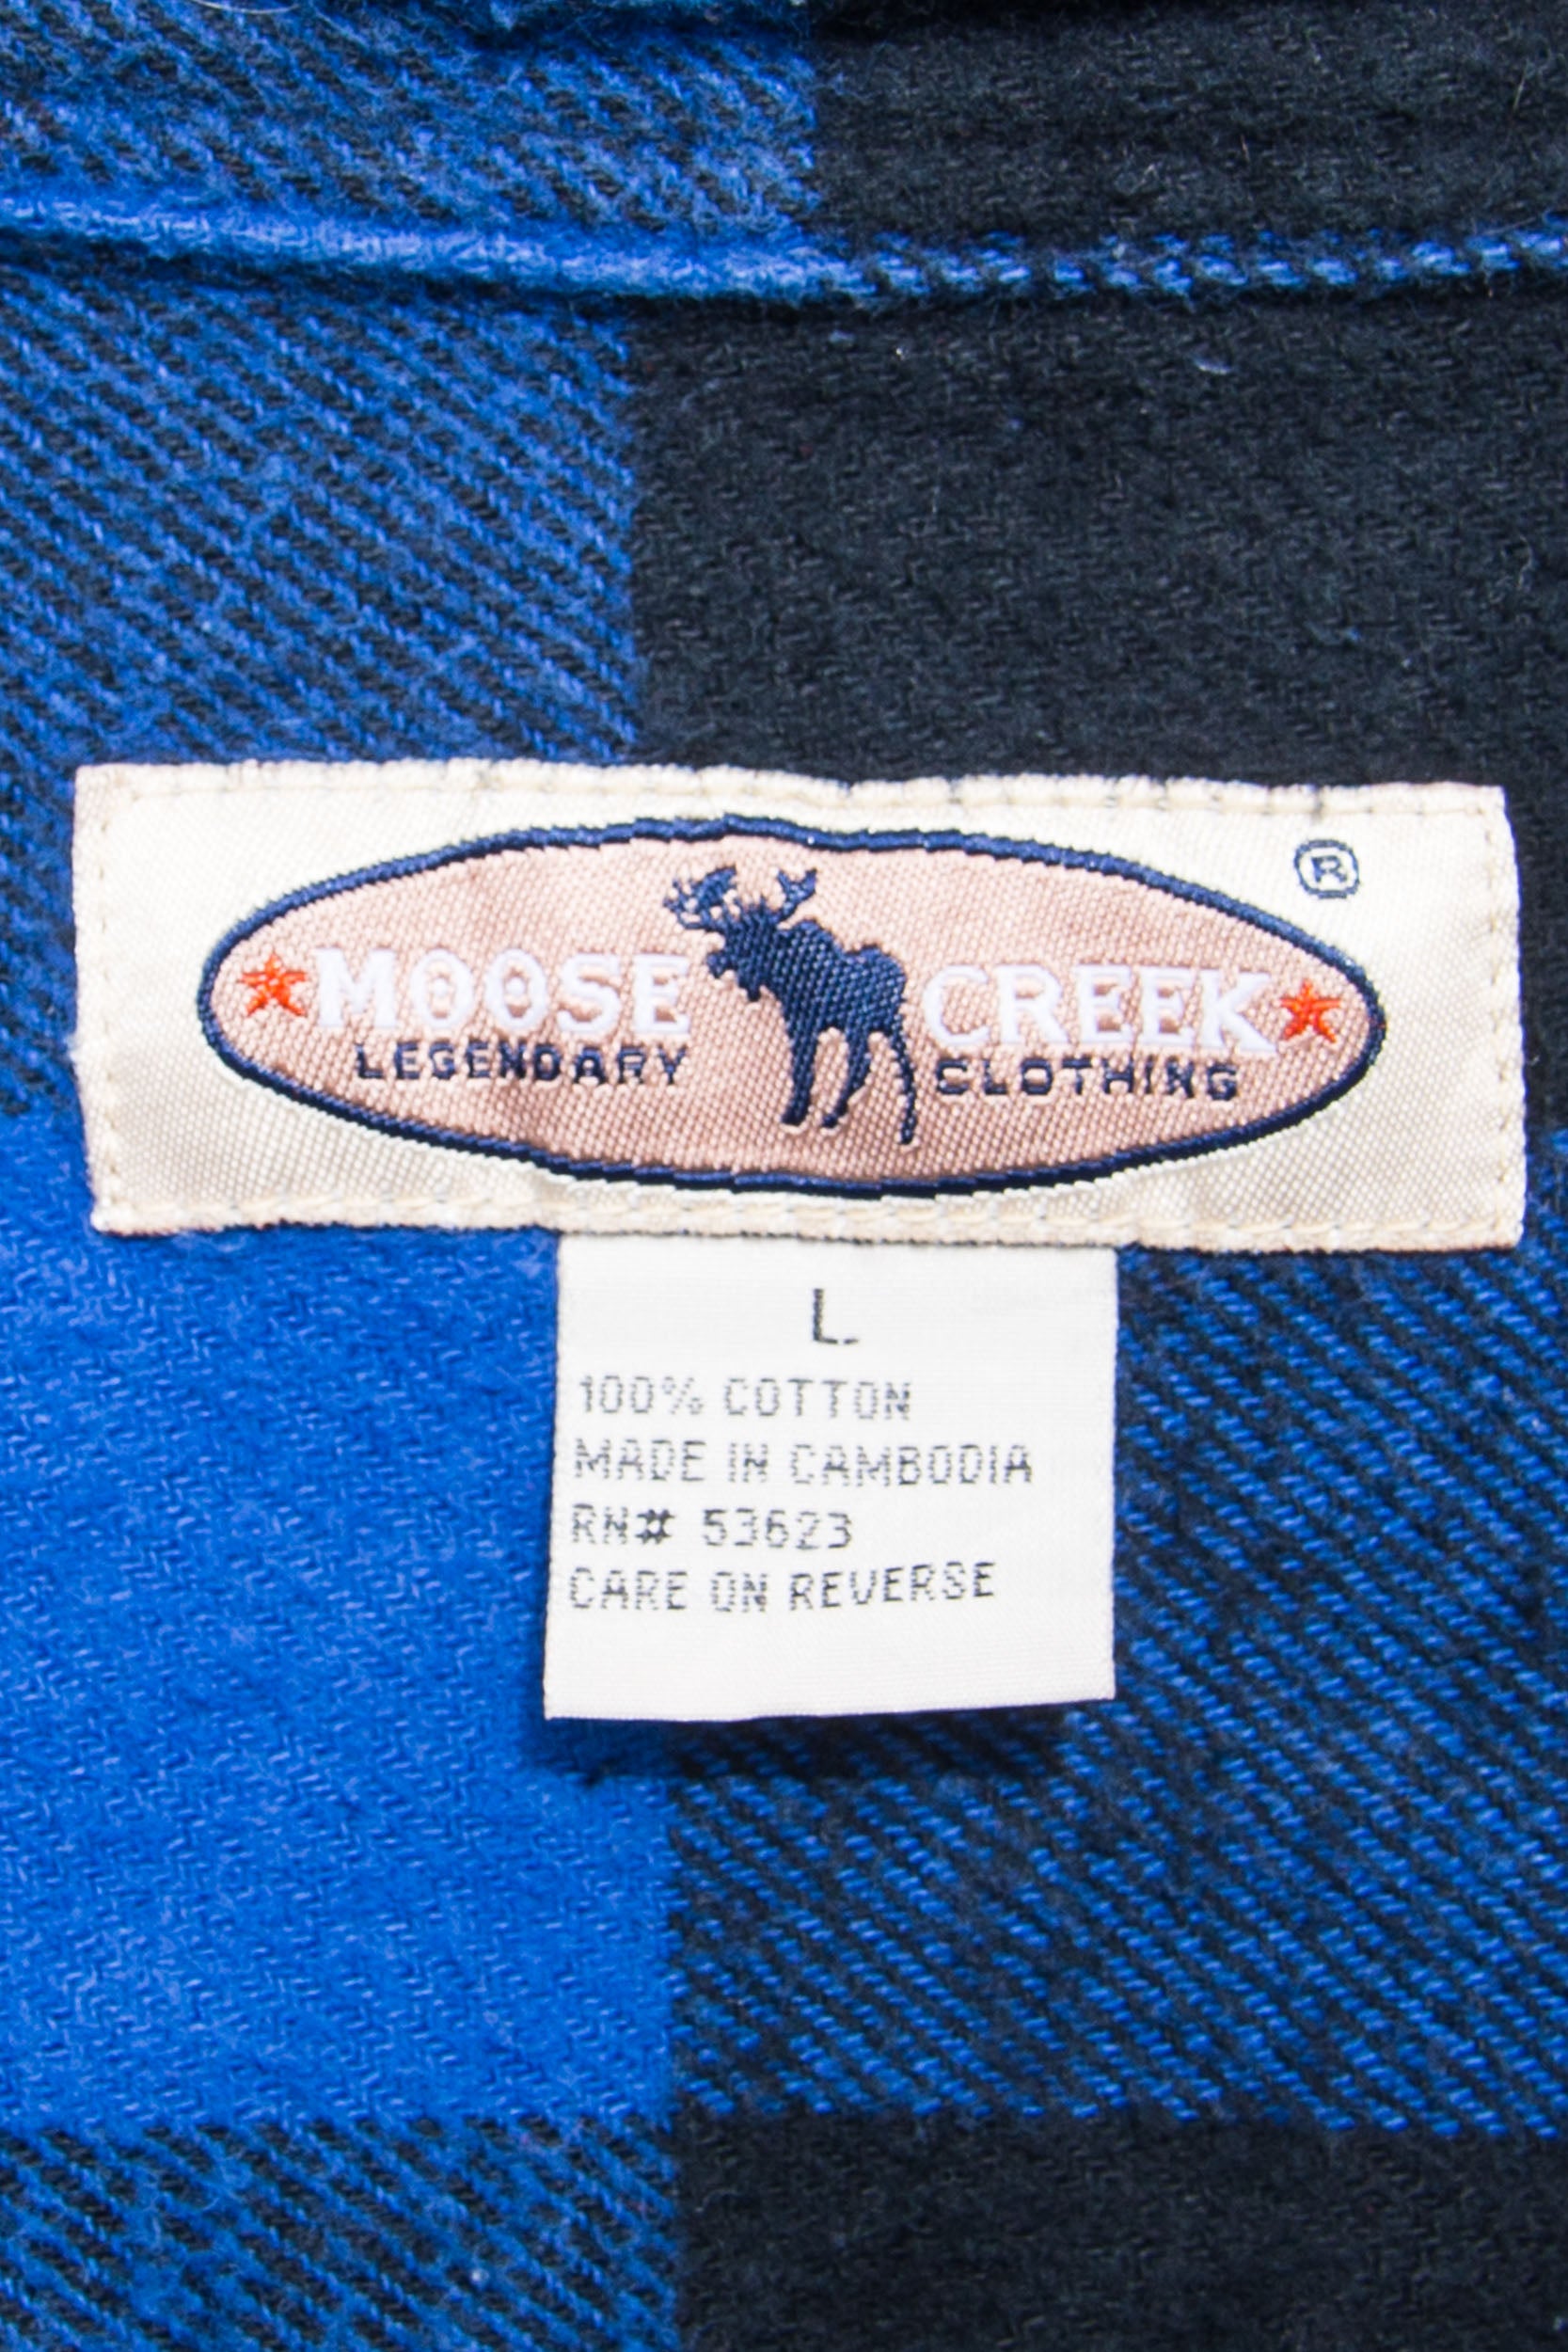 ®
MOOSE CREEK
LEGENDARY CLOTHING
L
100% COTTON
MADE IN CAMBODIA
RN# 53623
CARE ON REVERSE